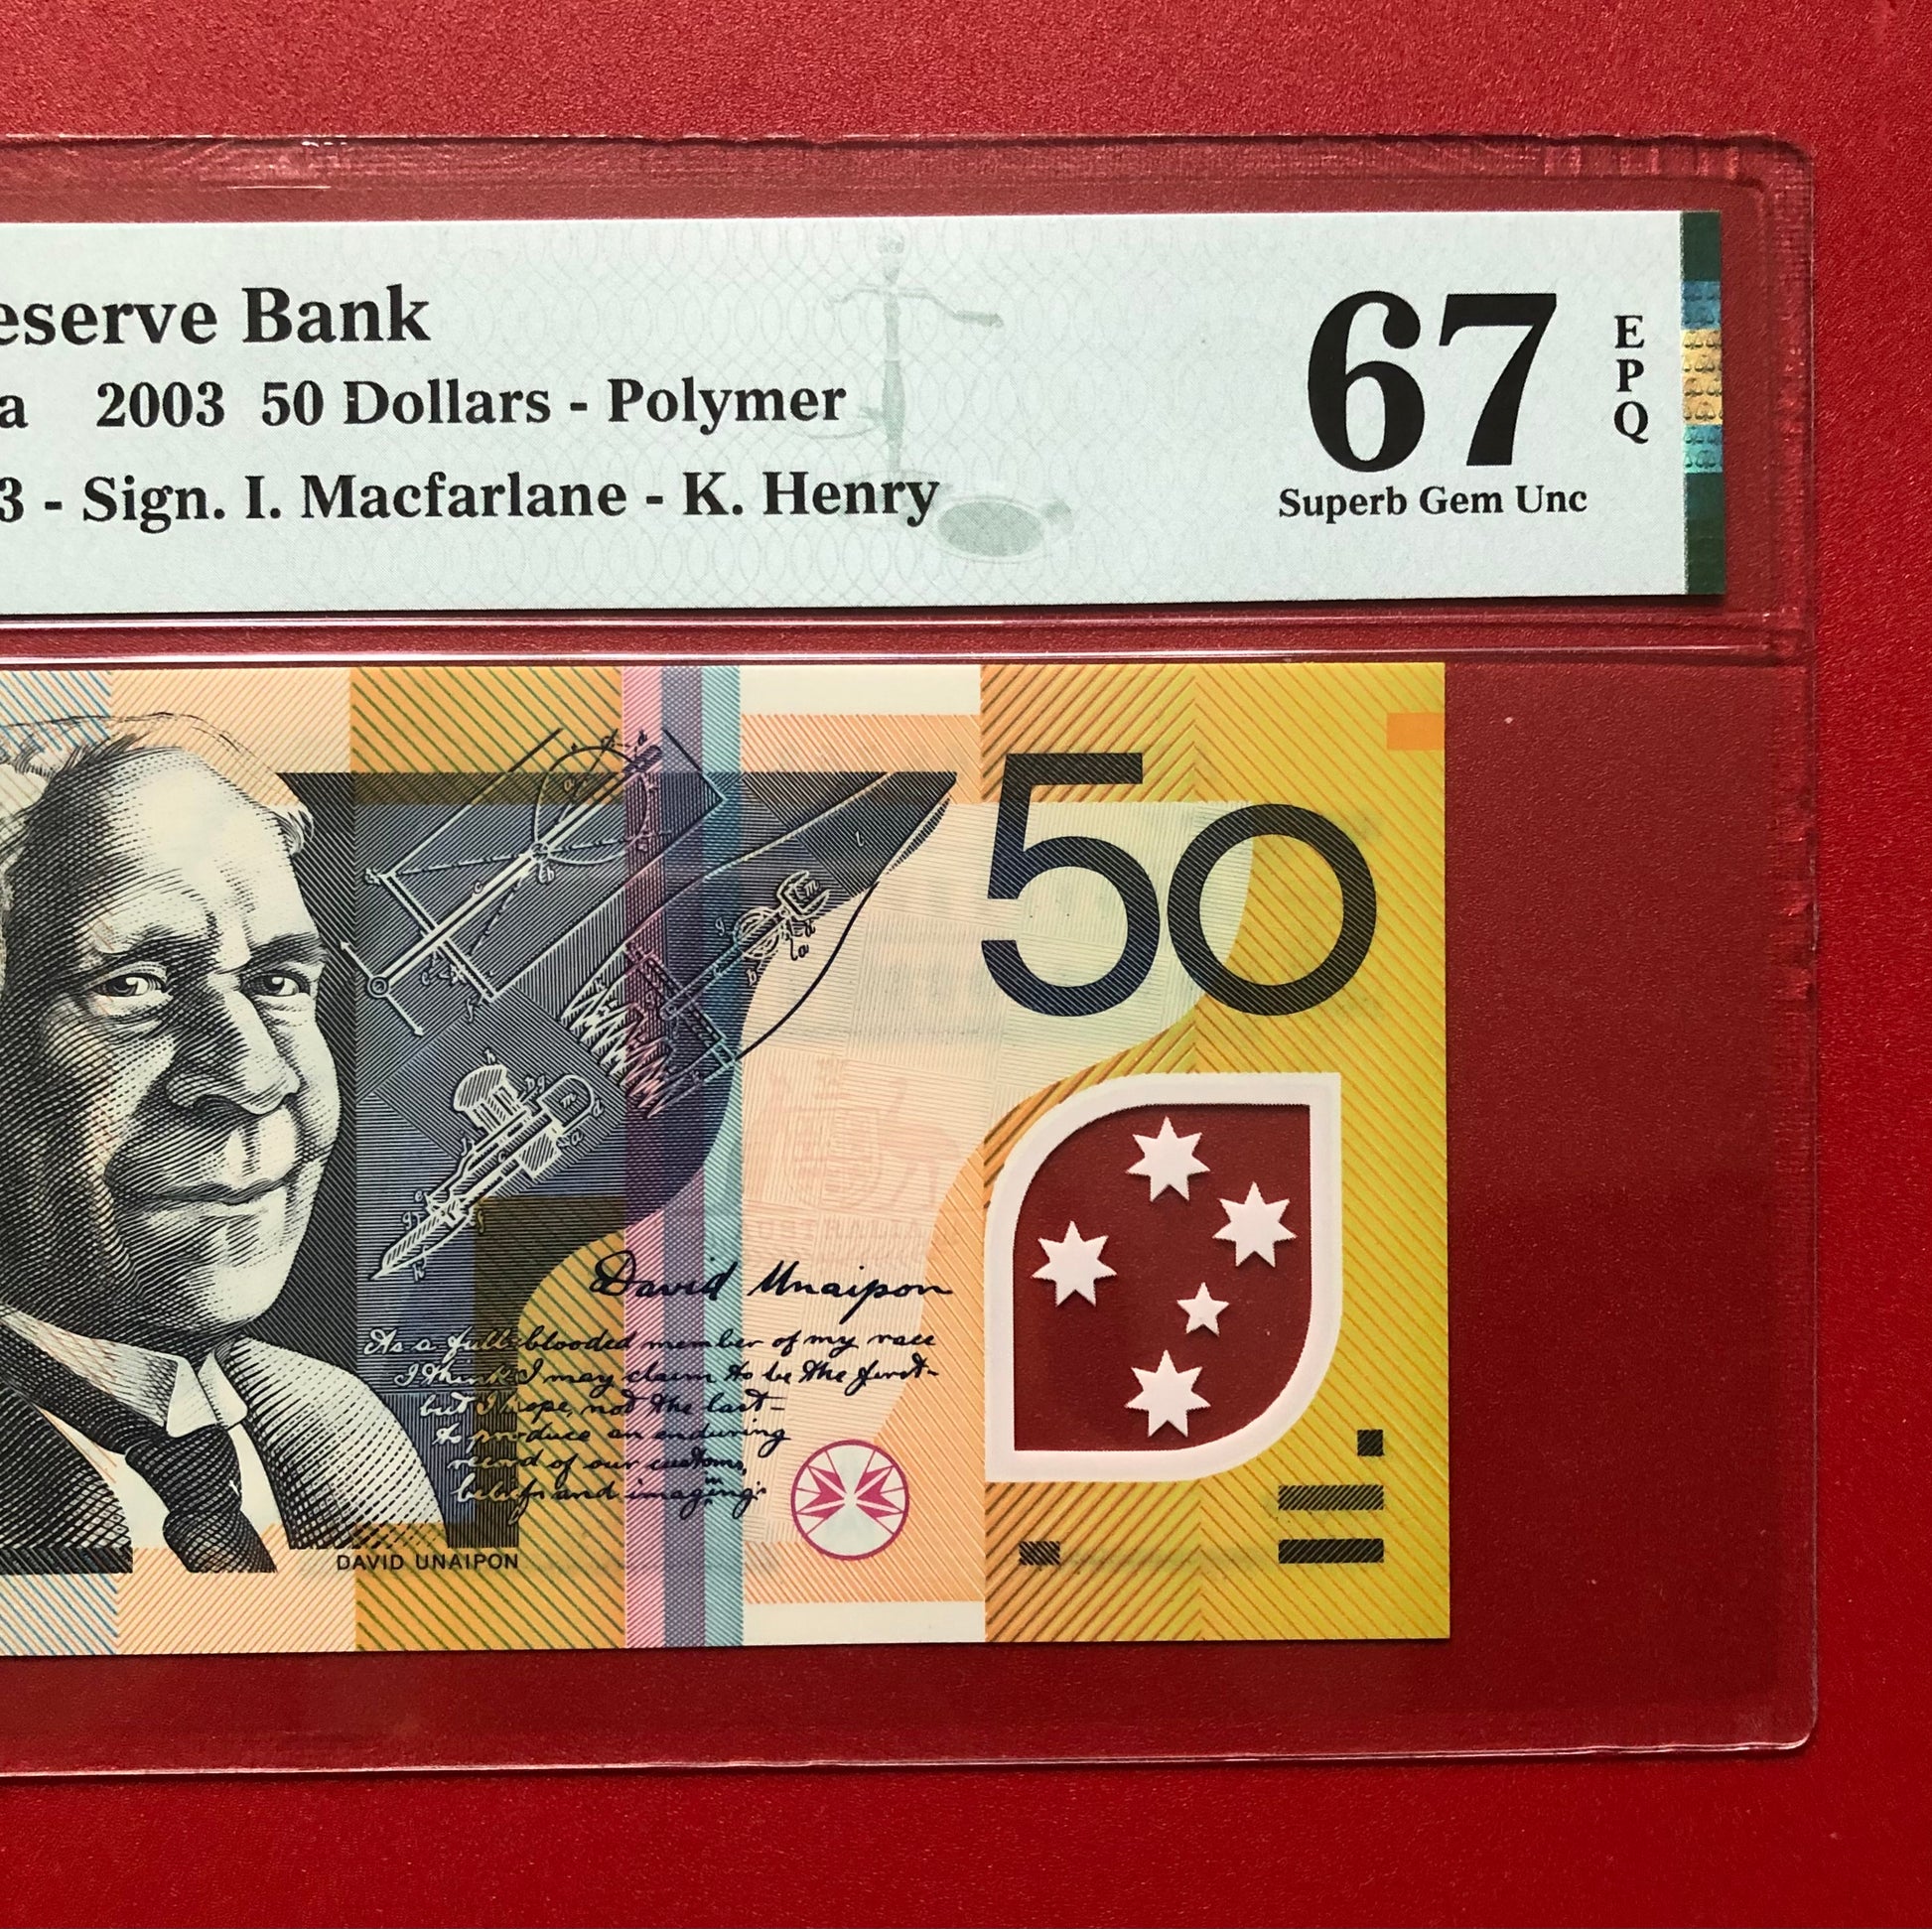 eserve Bank
a 2003 50 Dollars - Polymer
3 - Sign. I. Macfarlane - K. Henry
67
EPQ
Superb Gem Unc
50
AUSTRALIA
David Unaipon
As a full-blooded member of my race
I think I may claim to be the first-
but I hope, not the last-
to produce an enduring
record of our customs,
beliefs and imaginings
DAVID UNAIPON